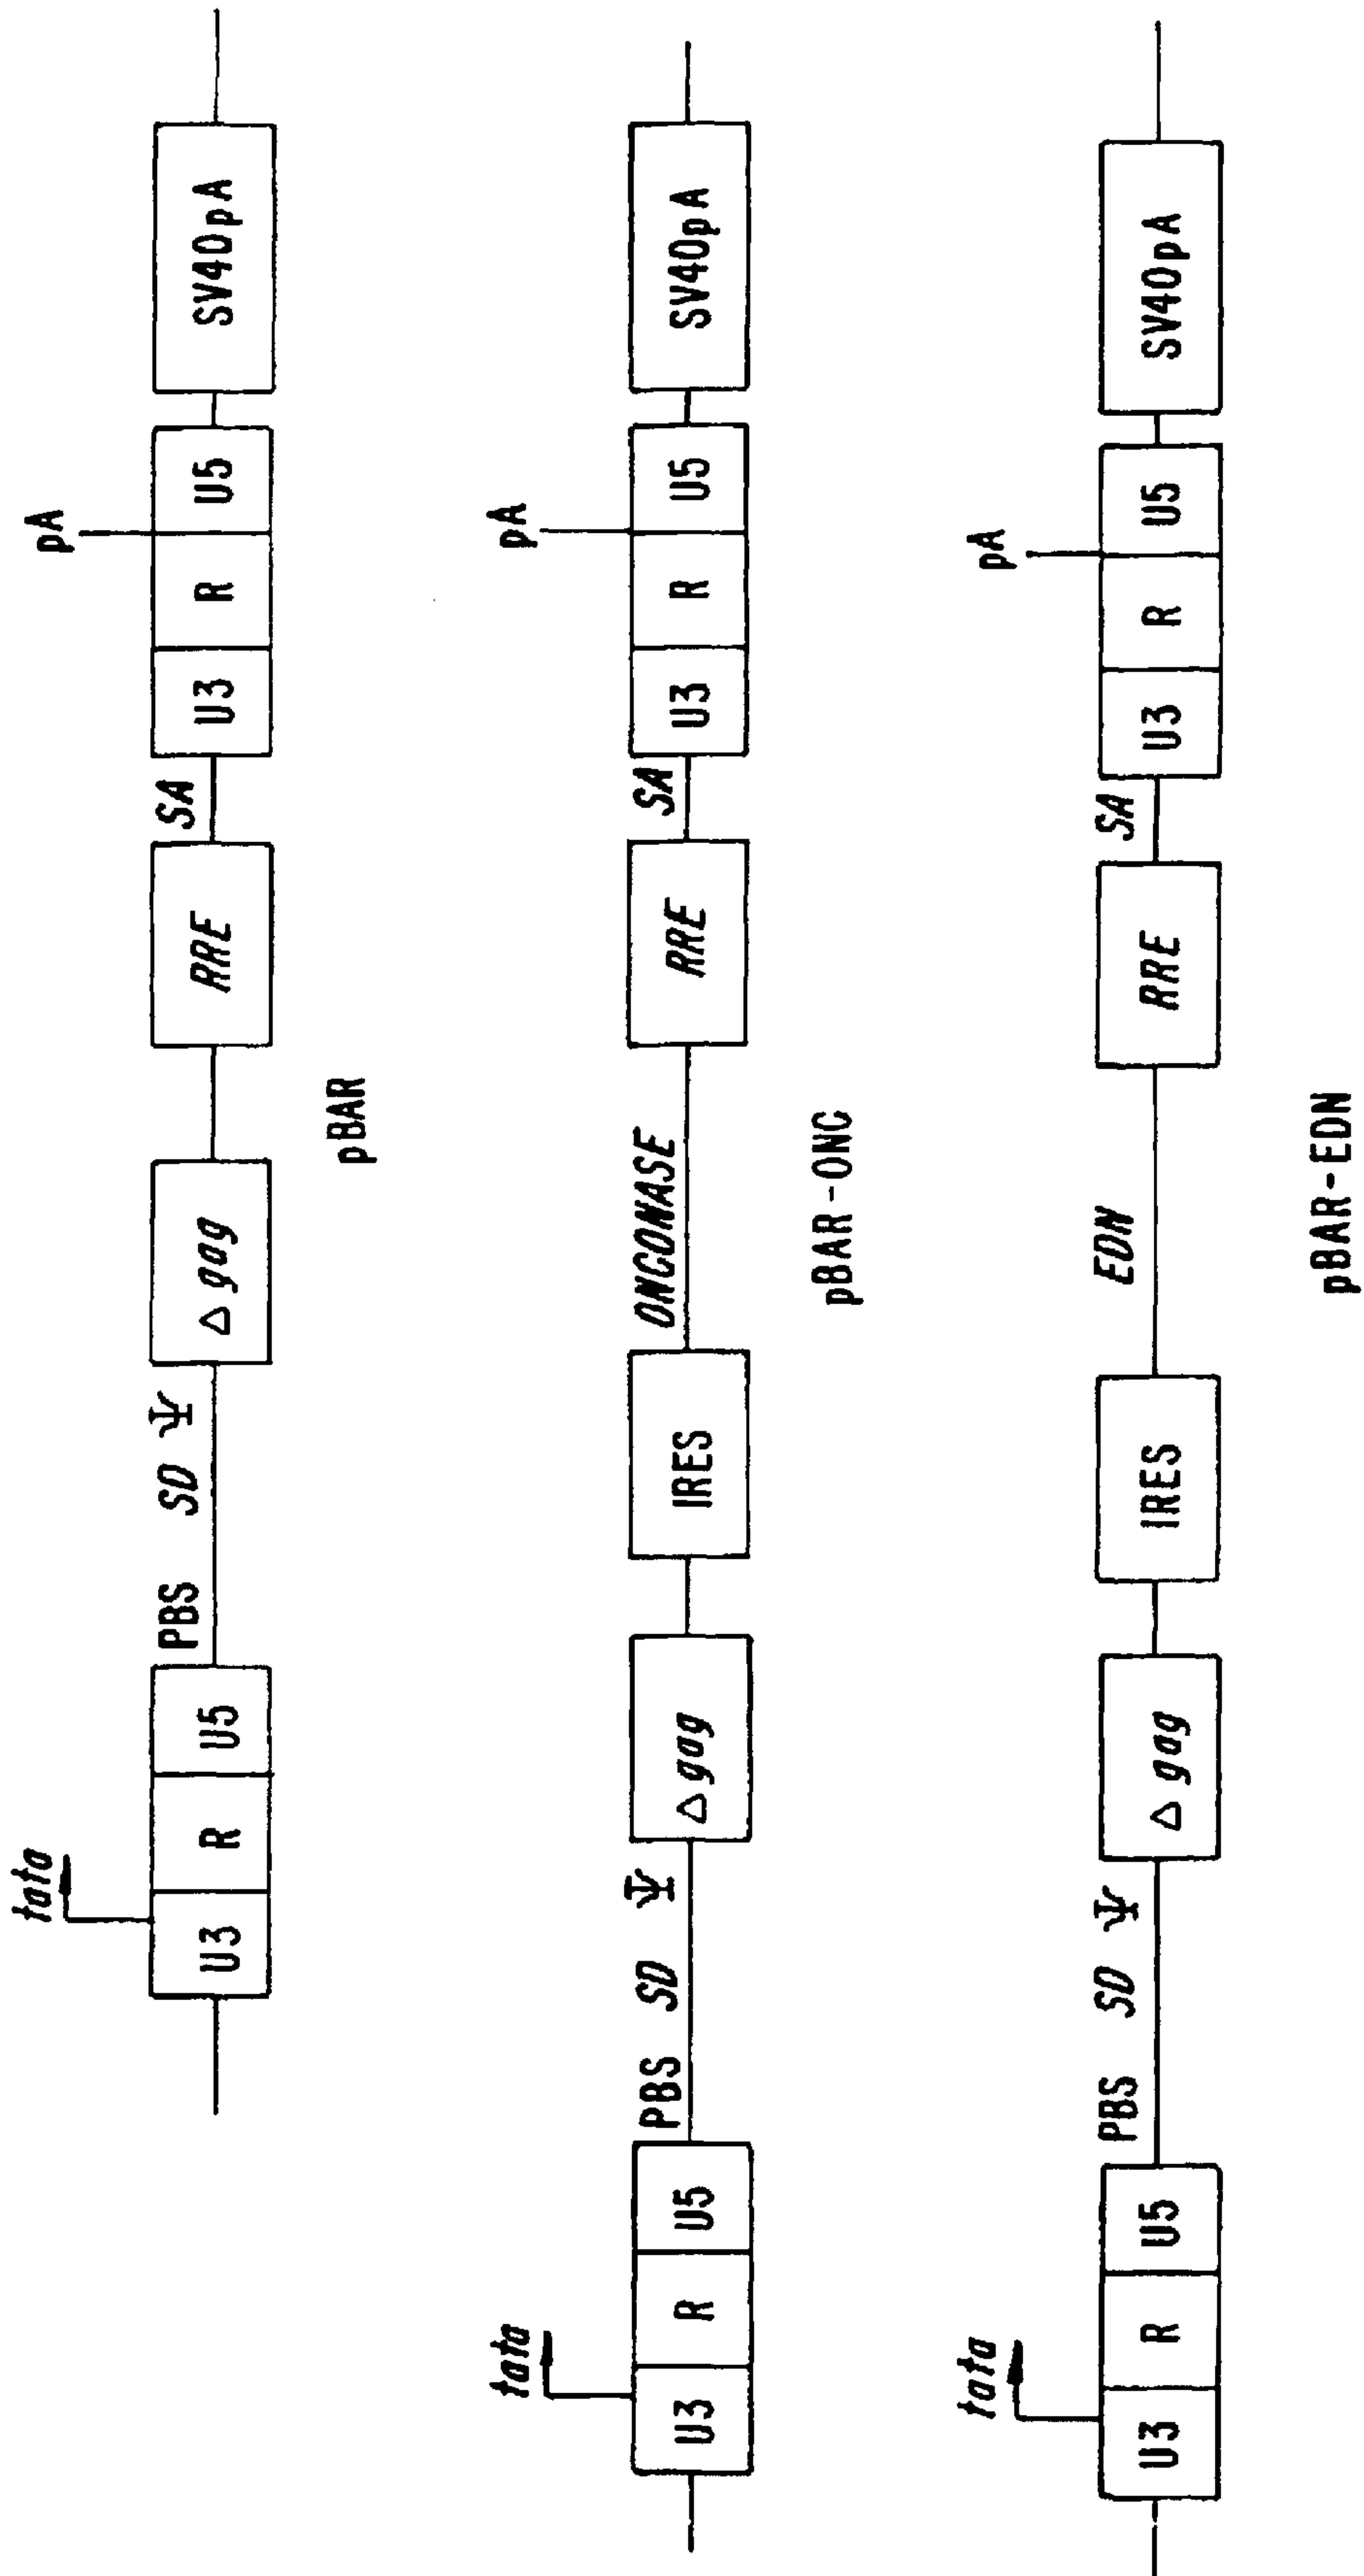 tata
pA
PBS SD Ψ
SA
U3 R U5
Δ gag
RRE
U3 R U5
SV40pA
pBAR
tata
pA
PBS SD Ψ
ONCONASE
SA
U3 R U5
Δ gag
IRES
RRE
U3 R U5
SV40pA
pBAR-ONC
tata
pA
PBS SD Ψ
EDN
SA
U3 R U5
Δ gag
IRES
RRE
U3 R U5
SV40pA
pBAR-EDN